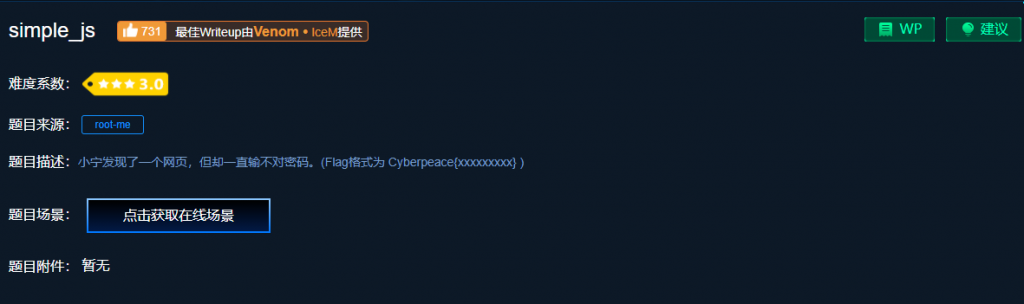 simple_js 731 最佳Writeup由Venom • IceM提供 WP 建议
难度系数： 3.0
题目来源： root-me
题目描述：小宁发现了一个网页，但却一直输不对密码。(Flag格式为 Cyberpeace{xxxxxxxxx} )
题目场景： 点击获取在线场景
题目附件： 暂无